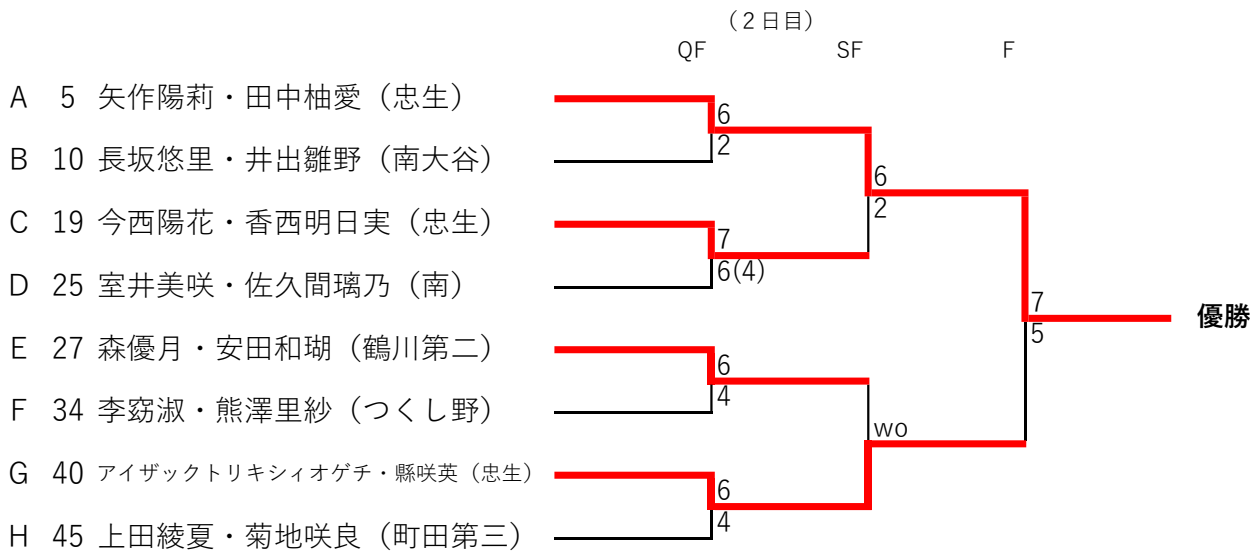 （２日目）
QF SF F
A 5 矢作陽莉・田中柚愛（忠生）
6
2
B 10 長坂悠里・井出雛野（南大谷）
6
2
C 19 今西陽花・香西明日実（忠生）
7
6(4)
D 25 室井美咲・佐久間璃乃（南）
7
5
優勝
E 27 森優月・安田和瑚（鶴川第二）
6
4
F 34 李窈淑・熊澤里紗（つくし野）
wo
G 40 アイザックトリキシィオゲチ・縣咲英（忠生）
6
4
H 45 上田綾夏・菊地咲良（町田第三）